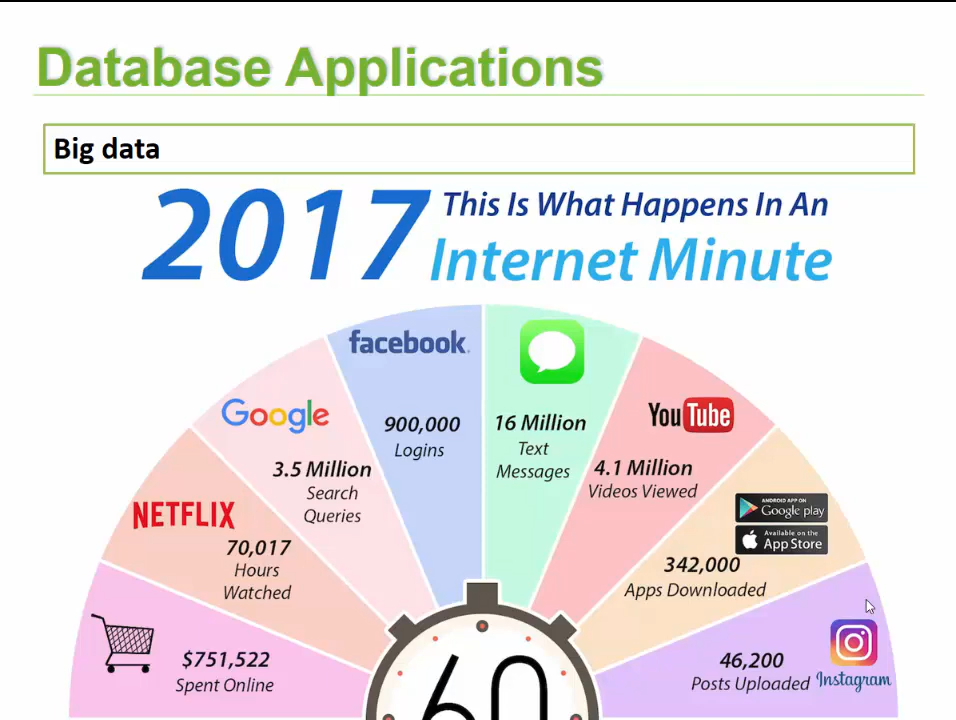 Database Applications
Big data
2017
This Is What Happens In An
Internet Minute
facebook
900,000
Logins
16 Million
Text
Messages
Google
3.5 Million
Search
Queries
YouTube
4.1 Million
Videos Viewed
NETFLIX
70,017
Hours
Watched
ANDROID APP ON
Google play
Available on the
App Store
342,000
Apps Downloaded
$751,522
Spent Online
46,200
Posts Uploaded
Instagram
60